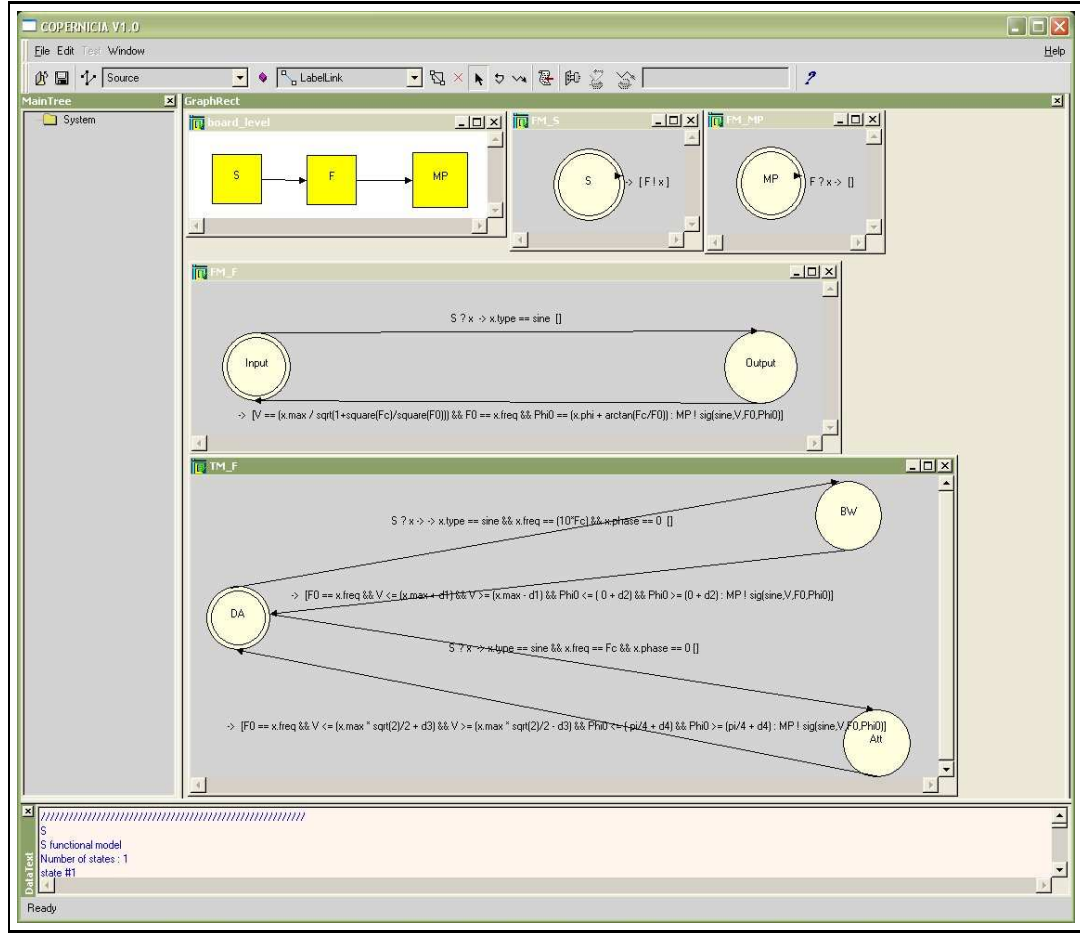 COPERNICIA V1.0
File Edit Test Window Help
Source LabelLink ?
MainTree
System
GraphRect
board_level
S
F
MP
FM_S
S
-> [ F ! x ]
FM_MP
MP
F ? x -> []
FM_F
S ? x -> x.type == sine []
Input
Output
-> [V == (x.max / sqrt(1+square(Fc)/square(F0))) && F0 == x.freq && Phi0 == (x.phi + arctan(Fc/F0)) : MP ! sig(sine,V,F0,Phi0)]
TM_F
BW
S ? x -> -> x.type == sine && x.freq == (10*Fc) && x.phase == 0 []
-> [F0 == x.freq && V <= (x.max + d1) && V >= (x.max - d1) && Phi0 <= ( 0 + d2) && Phi0 >= (0 + d2) : MP ! sig(sine,V,F0,Phi0)]
DA
S ? x -> x.type == sine && x.freq == Fc && x.phase == 0 []
-> [F0 == x.freq && V <= (x.max * sqrt(2)/2 + d3) && V >= (x.max * sqrt(2)/2 - d3) && Phi0 <= ( pi/4 + d4) && Phi0 >= (pi/4 + d4) : MP ! sig(sine,V,F0,Phi0)]
Att
DataText
////////////////////////////////////////////////////////////
S
S functional model
Number of states : 1
state #1
Ready